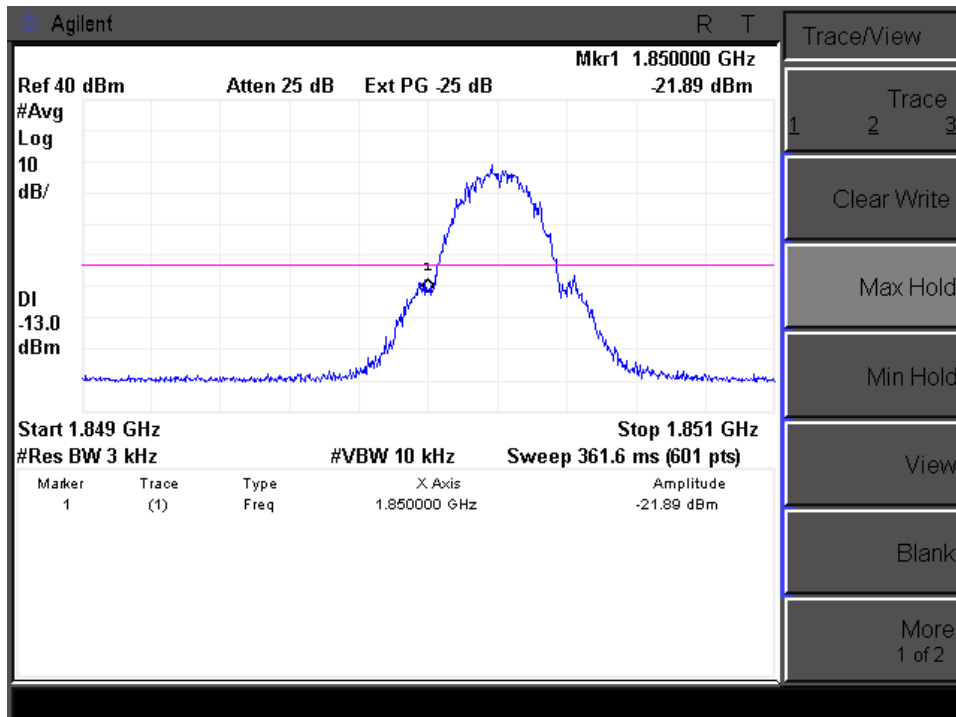 Agilent R T
Trace/View
Mkr1 1.850000 GHz
Ref 40 dBm Atten 25 dB Ext PG -25 dB -21.89 dBm
#Avg
Log
10
dB/
1
DI
-13.0
dBm
Start 1.849 GHz Stop 1.851 GHz
#Res BW 3 kHz #VBW 10 kHz Sweep 361.6 ms (601 pts)
Marker Trace Type X Axis Amplitude
1 (1) Freq 1.850000 GHz -21.89 dBm
Trace
1 2 3
Clear Write
Max Hold
Min Hold
View
Blank
More
1 of 2